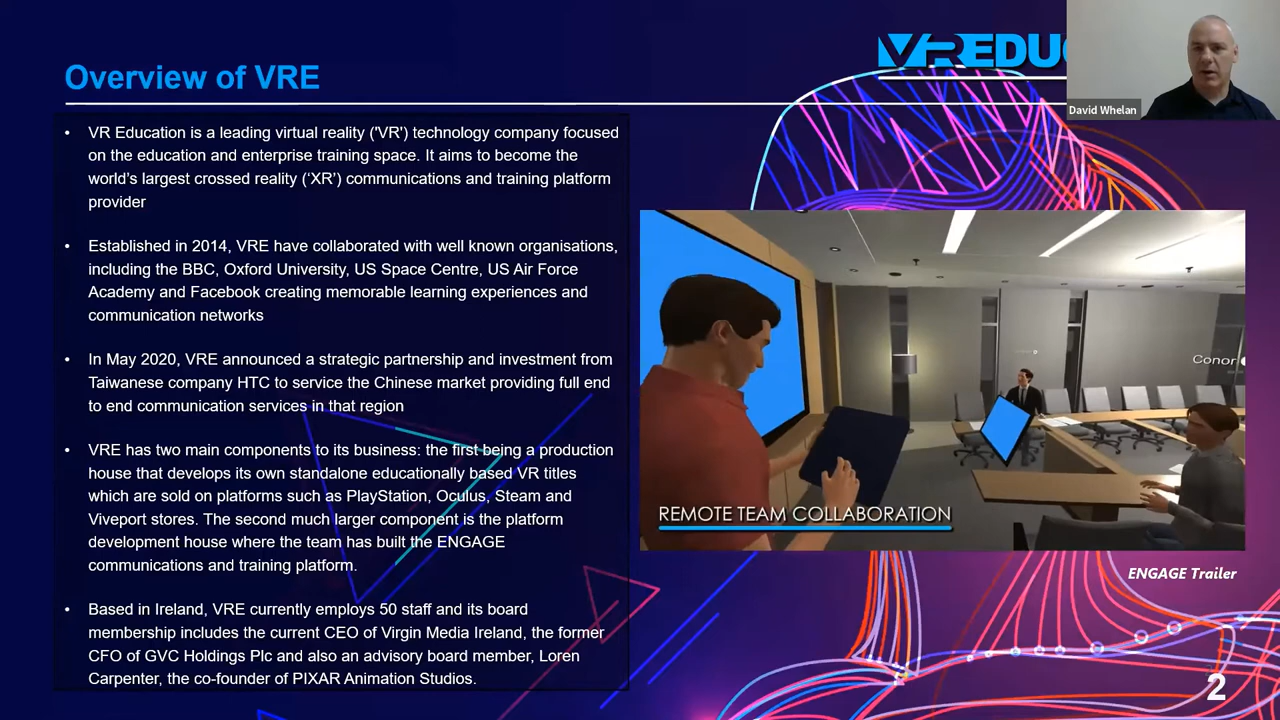 Overview of VRE
VREDUC
David Whelan
• VR Education is a leading virtual reality ('VR') technology company focused
on the education and enterprise training space. It aims to become the
world's largest crossed reality ('XR') communications and training platform
provider
• Established in 2014, VRE have collaborated with well known organisations,
including the BBC, Oxford University, US Space Centre, US Air Force
Academy and Facebook creating memorable learning experiences and
communication networks
• In May 2020, VRE announced a strategic partnership and investment from
Taiwanese company HTC to service the Chinese market providing full end
to end communication services in that region
• VRE has two main components to its business: the first being a production
house that develops its own standalone educationally based VR titles
which are sold on platforms such as PlayStation, Oculus, Steam and
Viveport stores. The second much larger component is the platform
development house where the team has built the ENGAGE
communications and training platform.
• Based in Ireland, VRE currently employs 50 staff and its board
membership includes the current CEO of Virgin Media Ireland, the former
CFO of GVC Holdings Plc and also an advisory board member, Loren
Carpenter, the co-founder of PIXAR Animation Studios.
Conor
REMOTE TEAM COLLABORATION
ENGAGE Trailer
2